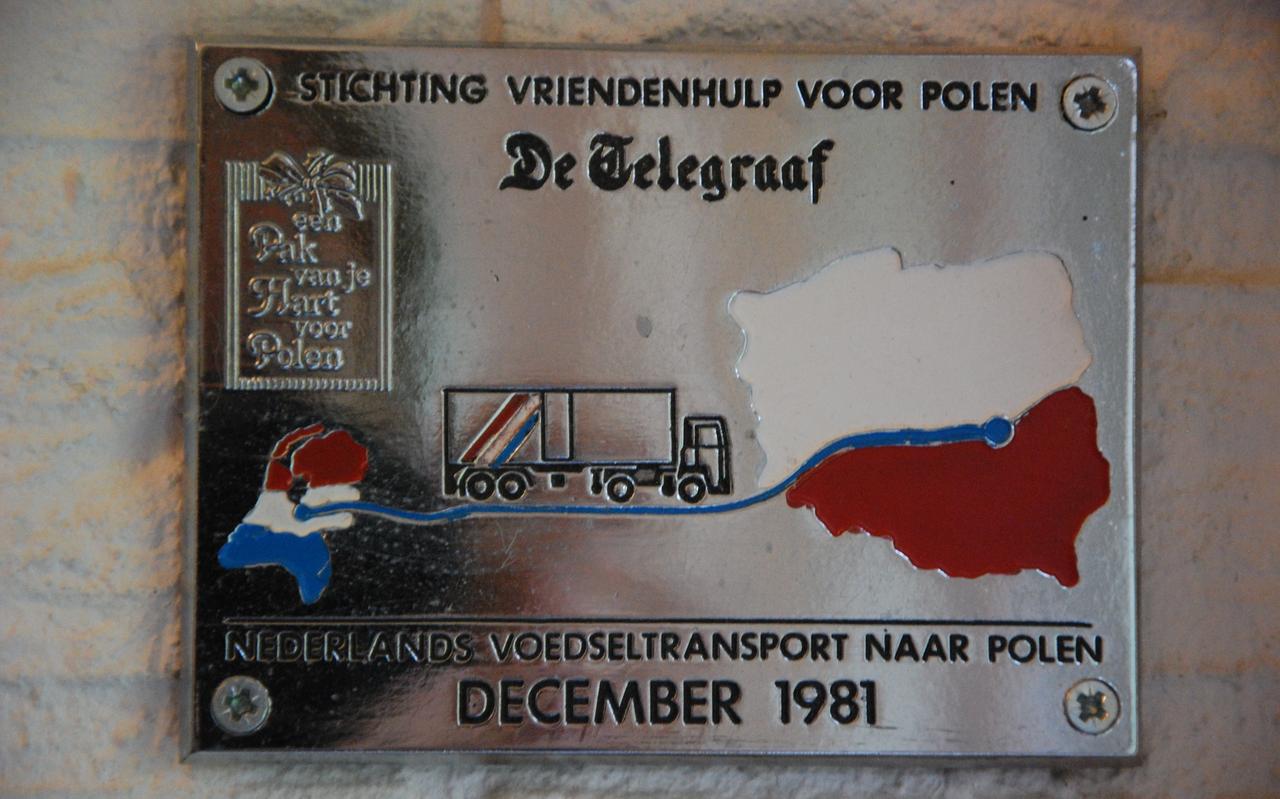 STICHTING VRIENDENHULP VOOR POLEN
De Telegraaf
een
Pak
van je
Hart
voor
Polen
NEDERLANDS VOEDSELTRANSPORT NAAR POLEN
DECEMBER 1981